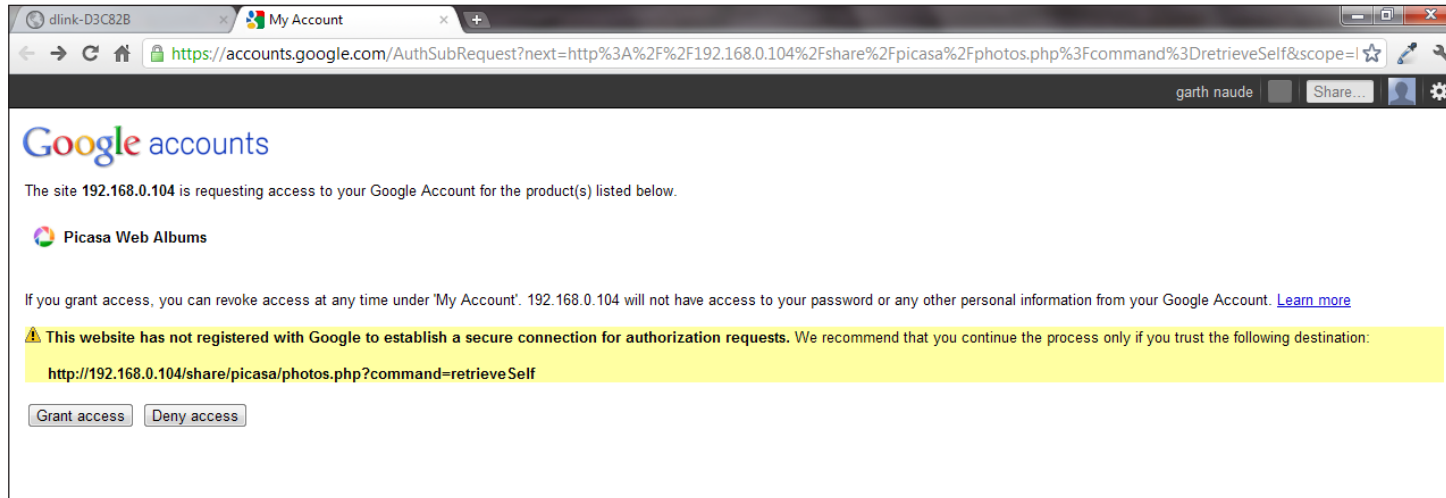 dlink-D3C82B
My Account
https://accounts.google.com/AuthSubRequest?next=http%3A%2F%2F192.168.0.104%2Fshare%2Fpicasa%2Fphotos.php%3Fcommand%3DretrieveSelf&scope=
garth naude Share...
Google accounts
The site 192.168.0.104 is requesting access to your Google Account for the product(s) listed below.
Picasa Web Albums
If you grant access, you can revoke access at any time under 'My Account'. 192.168.0.104 will not have access to your password or any other personal information from your Google Account. Learn more
This website has not registered with Google to establish a secure connection for authorization requests. We recommend that you continue the process only if you trust the following destination:
http://192.168.0.104/share/picasa/photos.php?command=retrieveSelf
Grant access Deny access